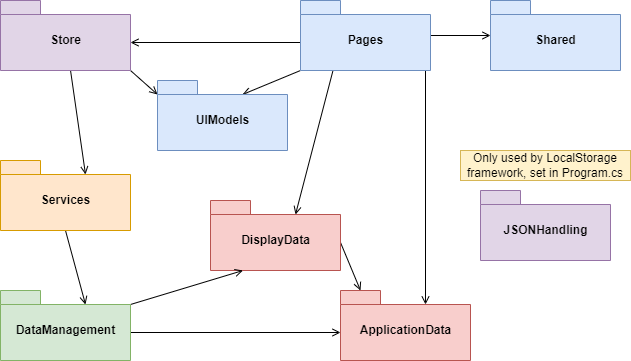 Store
Pages
Shared
UIModels
Only used by LocalStorage
framework, set in Program.cs
Services
DisplayData
JSONHandling
DataManagement
ApplicationData